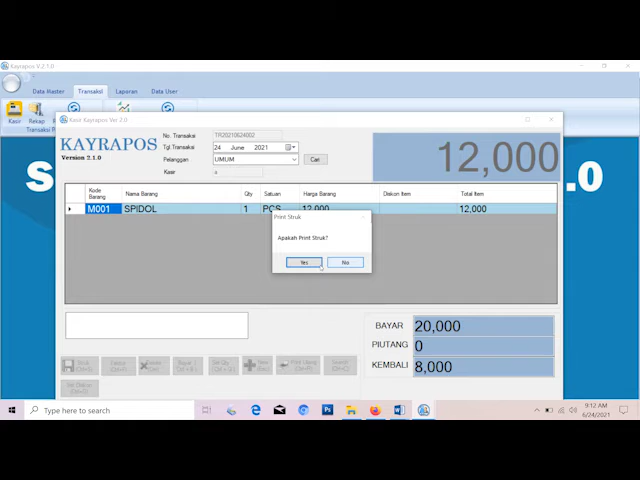 Kayrapos V.2.1.0
Data Master Transaksi Laporan Data User
Kasir Rekap
Kasir Kayrapos Ver 2.0
KAYRAPOS
Version 2.1.0
No. Transaksi TR20210624002
Tgl.Transaksi 24 June 2021
Pelanggan UMUM Cari
Kasir a
12,000
S .0
Kode Barang Nama Barang Qty Satuan Harga Barang Diskon Item Total Item
M001 SPIDOL 1 PCS 12,000 12,000
Print Struk
Apakah Print Struk?
Yes No
BAYAR 20,000
PIUTANG 0
KEMBALI 8,000
Type here to search
9:12 AM
6/24/2021